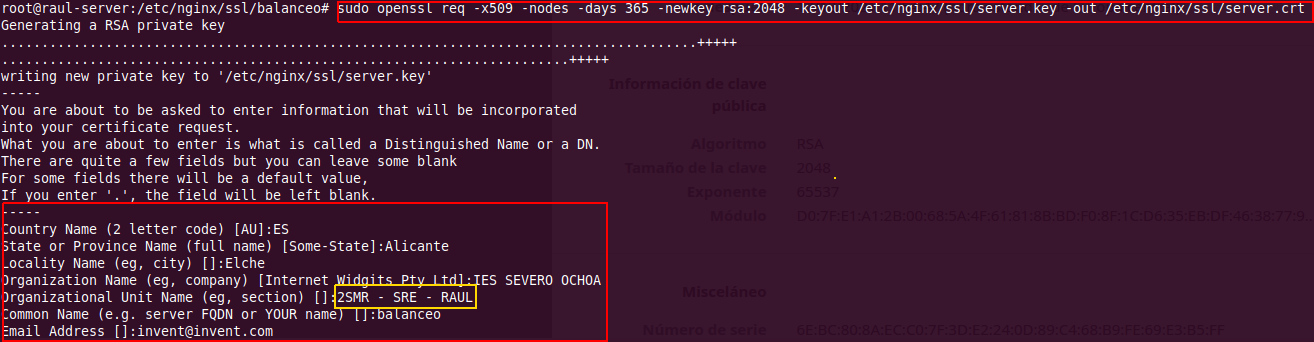 root@raul-server:/etc/nginx/ssl/balanceo# sudo openssl req -x509 -nodes -days 365 -newkey rsa:2048 -keyout /etc/nginx/ssl/server.key -out /etc/nginx/ssl/server.crt
Generating a RSA private key
.......................................................................................+++++
.......................................................................+++++
writing new private key to '/etc/nginx/ssl/server.key'
-----
You are about to be asked to enter information that will be incorporated
into your certificate request.
What you are about to enter is what is called a Distinguished Name or a DN.
There are quite a few fields but you can leave some blank
For some fields there will be a default value,
If you enter '.', the field will be left blank.
-----
Country Name (2 letter code) [AU]:ES
State or Province Name (full name) [Some-State]:Alicante
Locality Name (eg, city) []:Elche
Organization Name (eg, company) [Internet Widgits Pty Ltd]:IES SEVERO OCHOA
Organizational Unit Name (eg, section) []:2SMR - SRE - RAUL
Common Name (e.g. server FQDN or YOUR name) []:balanceo
Email Address []:invent@invent.com
Información de clave
pública
Algoritmo RSA
Tamaño de la clave 2048
Exponente 65537
Módulo D0:7F:E1:A1:2B:00:68:5A:4F:61:81:8B:BD:F0:8F:1C:D6:35:EB:DF:46:38:77:9...
Misceláneo
Número de serie 6E:BC:80:8A:EC:C0:7F:3D:E2:24:0D:89:C4:68:B9:FE:69:E3:B5:FF